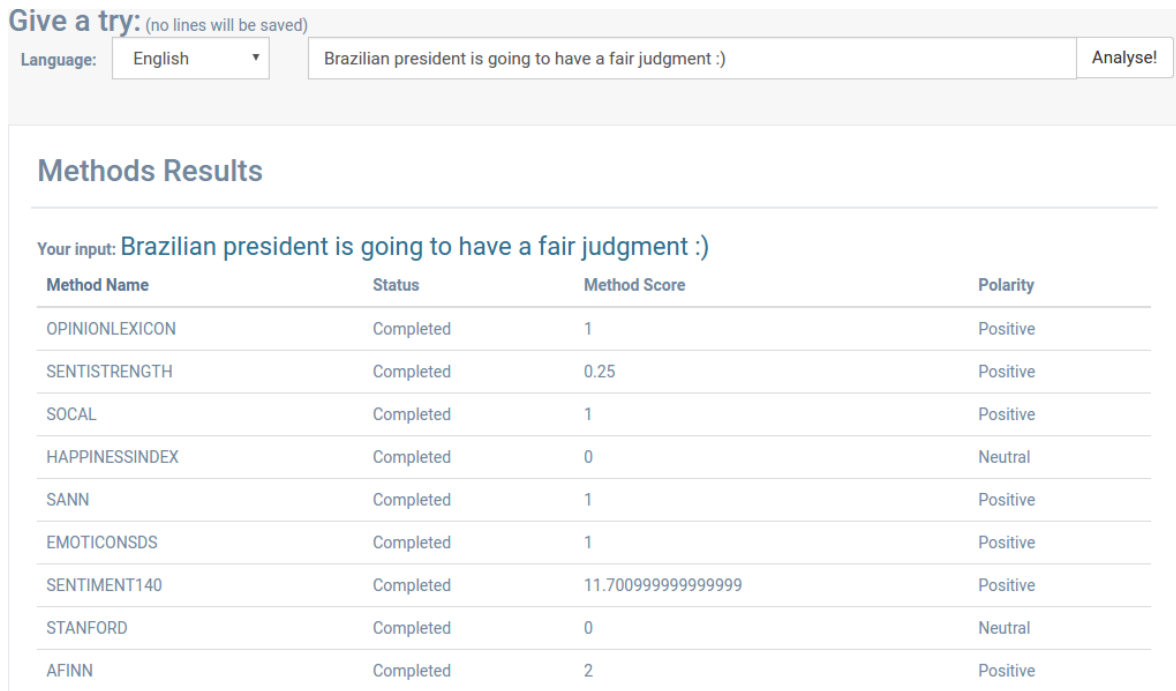 Give a try: (no lines will be saved)
Language: English Brazilian president is going to have a fair judgment :) Analyse!
Methods Results
Your input: Brazilian president is going to have a fair judgment :)
Method Name Status Method Score Polarity
OPINIONLEXICON Completed 1 Positive
SENTISTRENGTH Completed 0.25 Positive
SOCAL Completed 1 Positive
HAPPINESSINDEX Completed 0 Neutral
SANN Completed 1 Positive
EMOTICONSDS Completed 1 Positive
SENTIMENT140 Completed 11.700999999999999 Positive
STANFORD Completed 0 Neutral
AFINN Completed 2 Positive